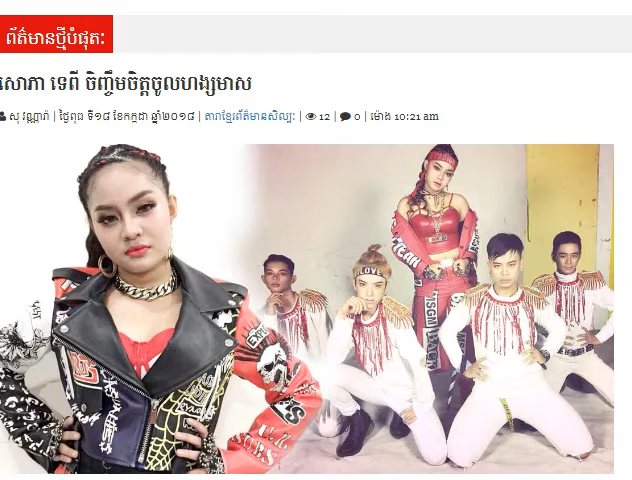 ព័ត៌មានថ្មីបំផុត:
សោភា ទេពី ចិញ្ចឹមចិត្តចូលហង្សមាស
សុ វណ្ណារ៉ា | ថ្ងៃពុធ ទី១៨ ខែកក្កដា ឆ្នាំ២០១៨ | តារាខ្មែរព័ត៌មានសិល្បៈ | 12 | 0 | ម៉ោង 10:21 am
LOVE